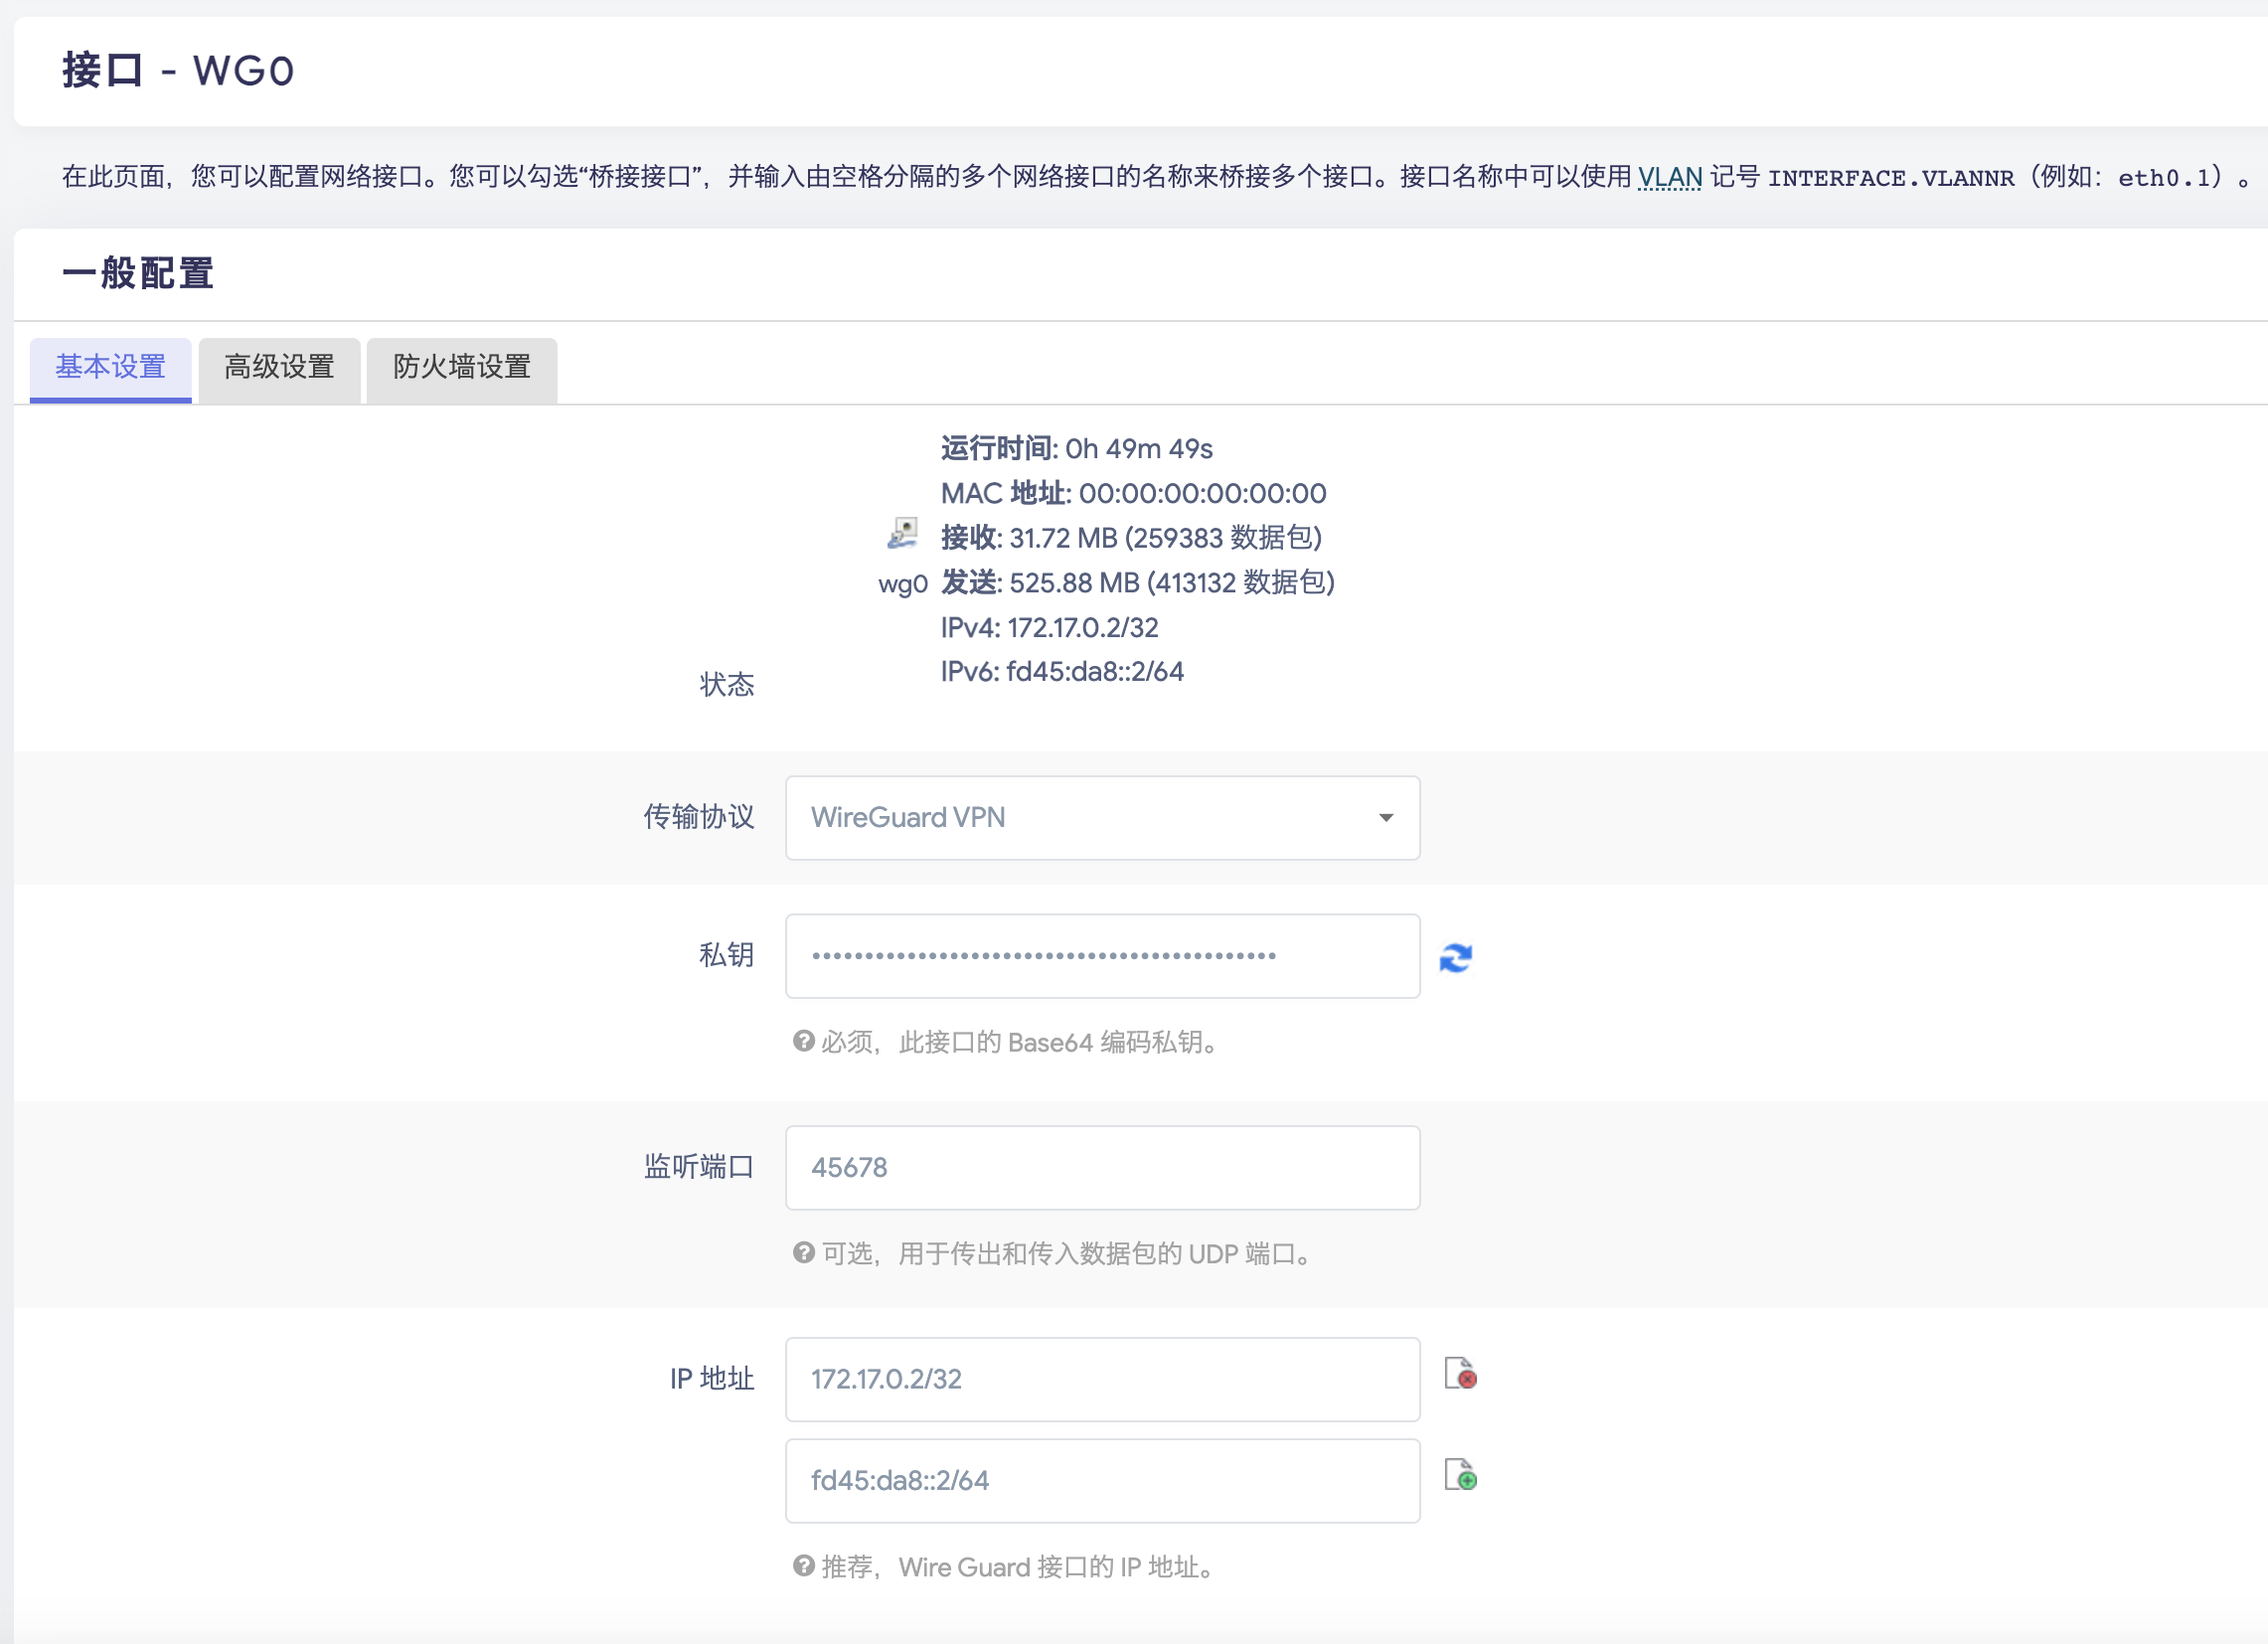 接口 - WG0
在此页面，您可以配置网络接口。您可以勾选“桥接接口”，并输入由空格分隔的多个网络接口的名称来桥接多个接口。接口名称中可以使用 VLAN 记号 INTERFACE.VLANNR（例如：eth0.1）。
一般配置
基本设置 高级设置 防火墙设置
运行时间: 0h 49m 49s
MAC 地址: 00:00:00:00:00:00
接收: 31.72 MB (259383 数据包)
wg0 发送: 525.88 MB (413132 数据包)
IPv4: 172.17.0.2/32
IPv6: fd45:da8::2/64
状态
传输协议 WireGuard VPN
私钥 ••••••••••••••••••••••••••••••••••••••••••••
必须，此接口的 Base64 编码私钥。
监听端口 45678
可选，用于传出和传入数据包的 UDP 端口。
IP 地址 172.17.0.2/32
fd45:da8::2/64
推荐，Wire Guard 接口的 IP 地址。